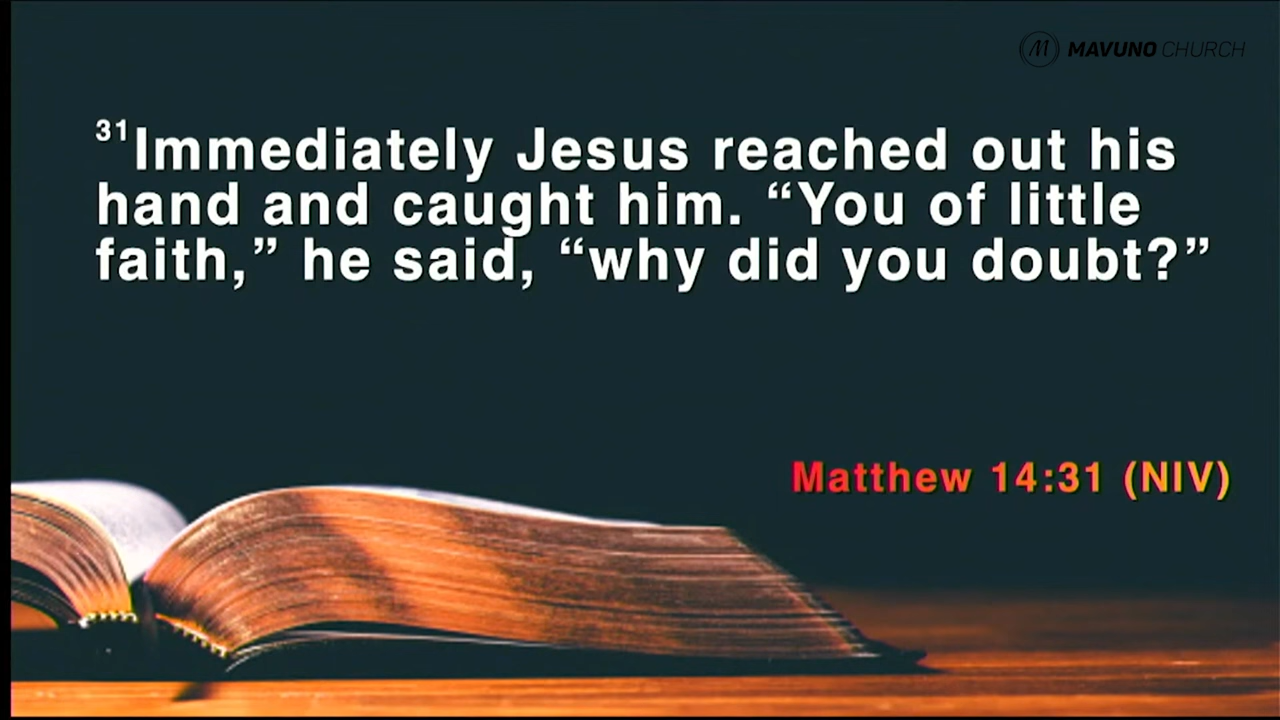 MAVUNO CHURCH
31Immediately Jesus reached out his
hand and caught him. “You of little
faith,” he said, “why did you doubt?”
Matthew 14:31 (NIV)